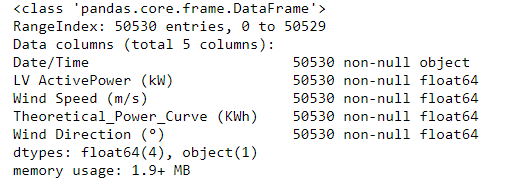 <class 'pandas.core.frame.DataFrame'>
RangeIndex: 50530 entries, 0 to 50529
Data columns (total 5 columns):
Date/Time                        50530 non-null object
LV ActivePower (kW)              50530 non-null float64
Wind Speed (m/s)                 50530 non-null float64
Theoretical_Power_Curve (KWh)    50530 non-null float64
Wind Direction (°)               50530 non-null float64
dtypes: float64(4), object(1)
memory usage: 1.9+ MB